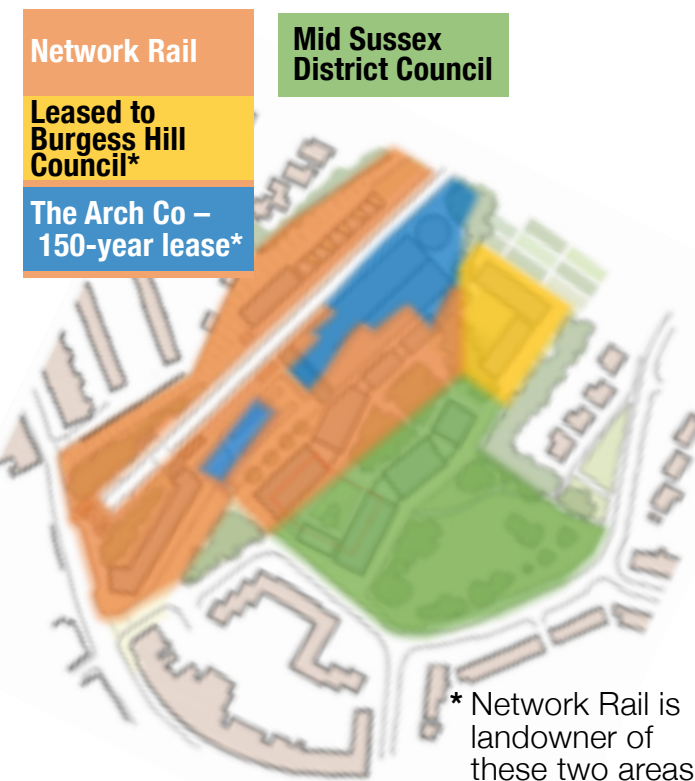 Network Rail
Leased to
Burgess Hill
Council*
The Arch Co –
150-year lease*
Mid Sussex
District Council
* Network Rail is
landowner of
these two areas